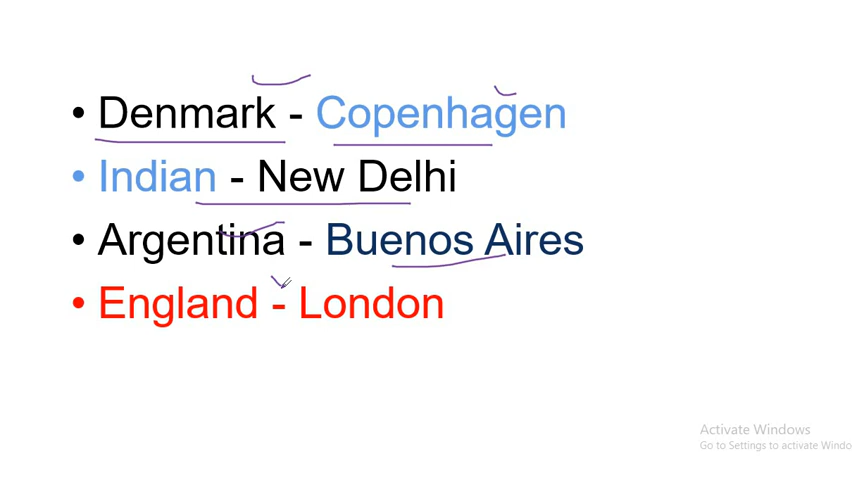 • Denmark - Copenhagen
• Indian - New Delhi
• Argentina - Buenos Aires
• England - London
Activate Windows
Go to Settings to activate Windo